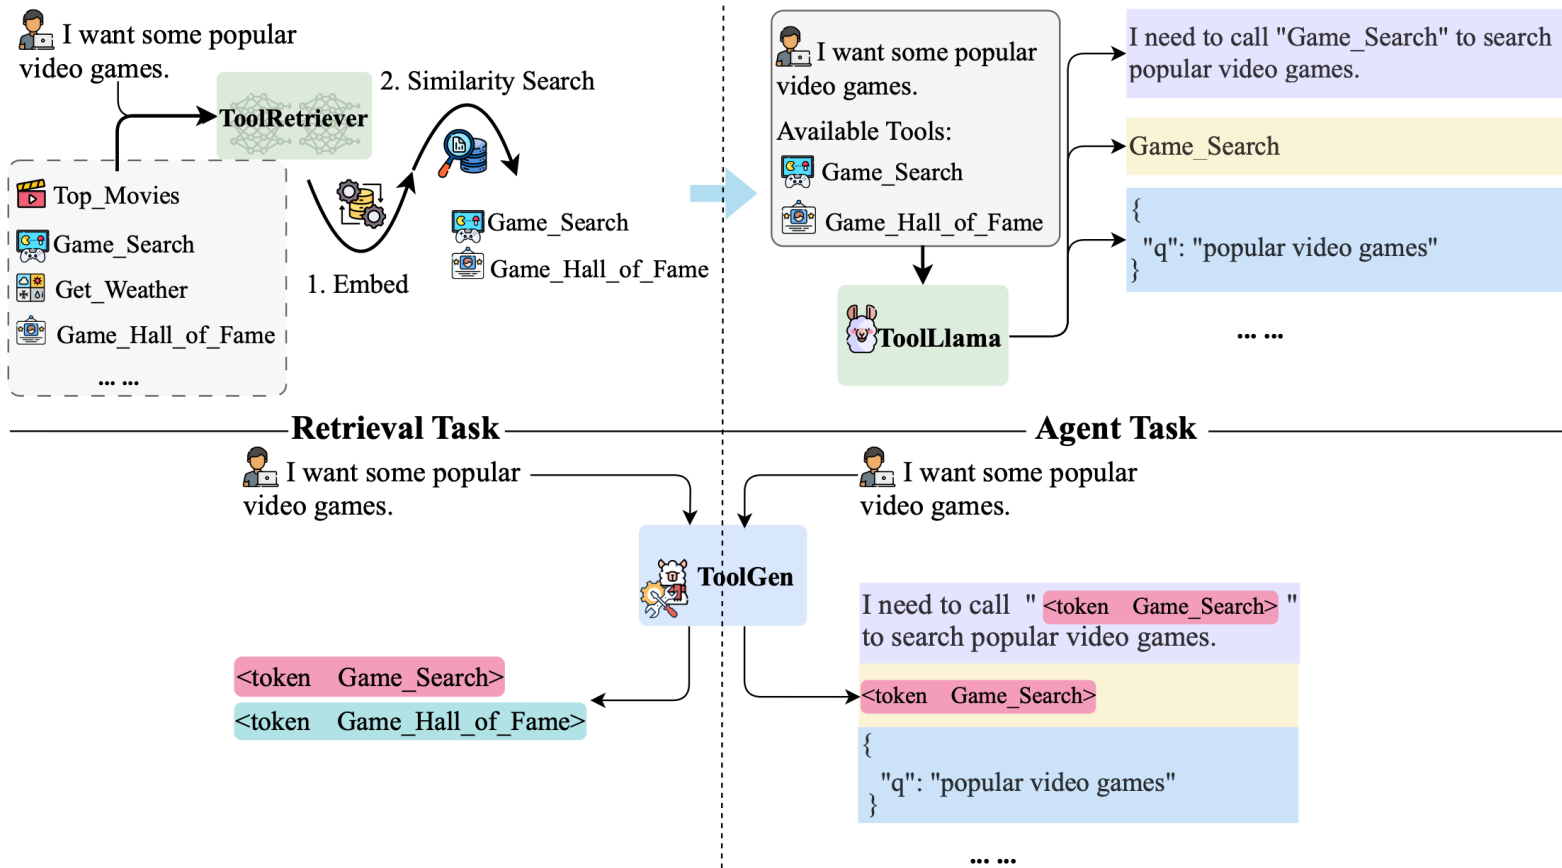 I want some popular
video games.
ToolRetriever
2. Similarity Search
Top_Movies
Game_Search
Get_Weather
Game_Hall_of_Fame
... ...
1. Embed
Game_Search
Game_Hall_of_Fame
I want some popular
video games.
Available Tools:
Game_Search
Game_Hall_of_Fame
ToolLlama
I need to call "Game_Search" to search
popular video games.
Game_Search
{
"q": "popular video games"
}
... ...
Retrieval Task
Agent Task
I want some popular
video games.
I want some popular
video games.
ToolGen
<token Game_Search>
<token Game_Hall_of_Fame>
I need to call " <token Game_Search> "
to search popular video games.
<token Game_Search>
{
"q": "popular video games"
}
... ...